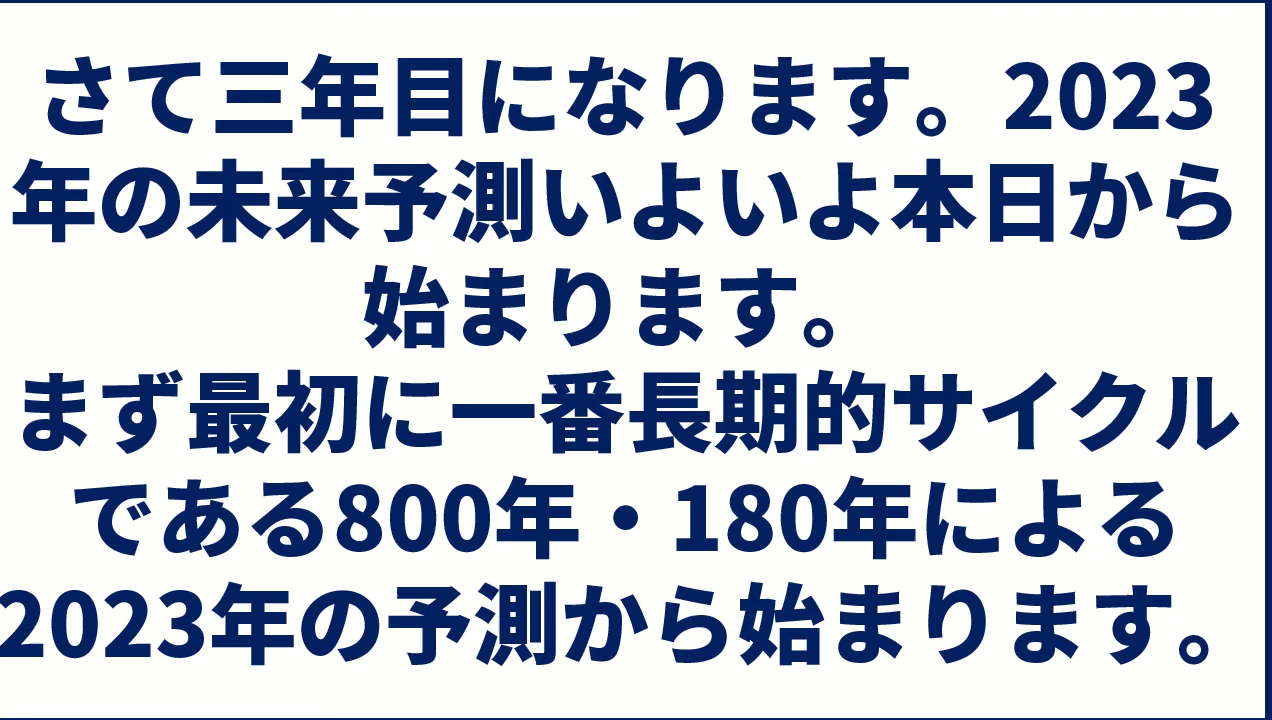 さて三年目になります。2023
年の未来予測いよいよ本日から
始まります。
まず最初に一番長期的サイクル
である800年・180年による
2023年の予測から始まります。